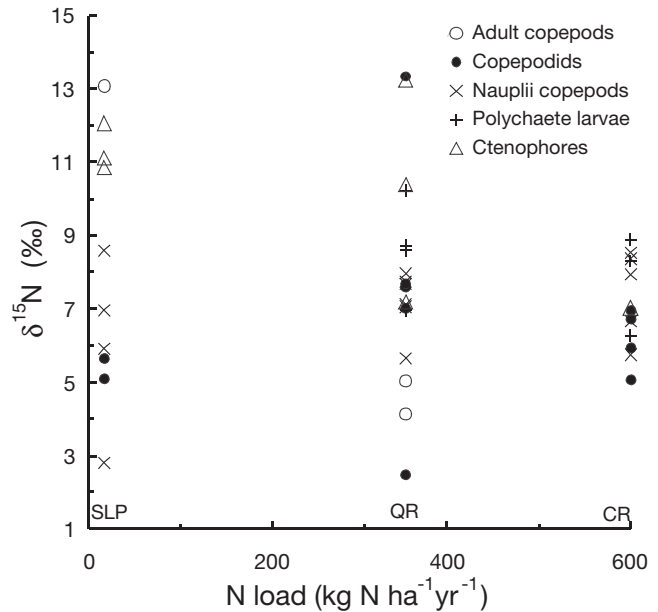 15
13
11
9
7
5
3
1
δ¹⁵N (‰)
Adult copepods
Copepodids
Nauplii copepods
Polychaete larvae
Ctenophores
SLP
QR
CR
0 200 400 600
N load (kg N ha⁻¹yr⁻¹)